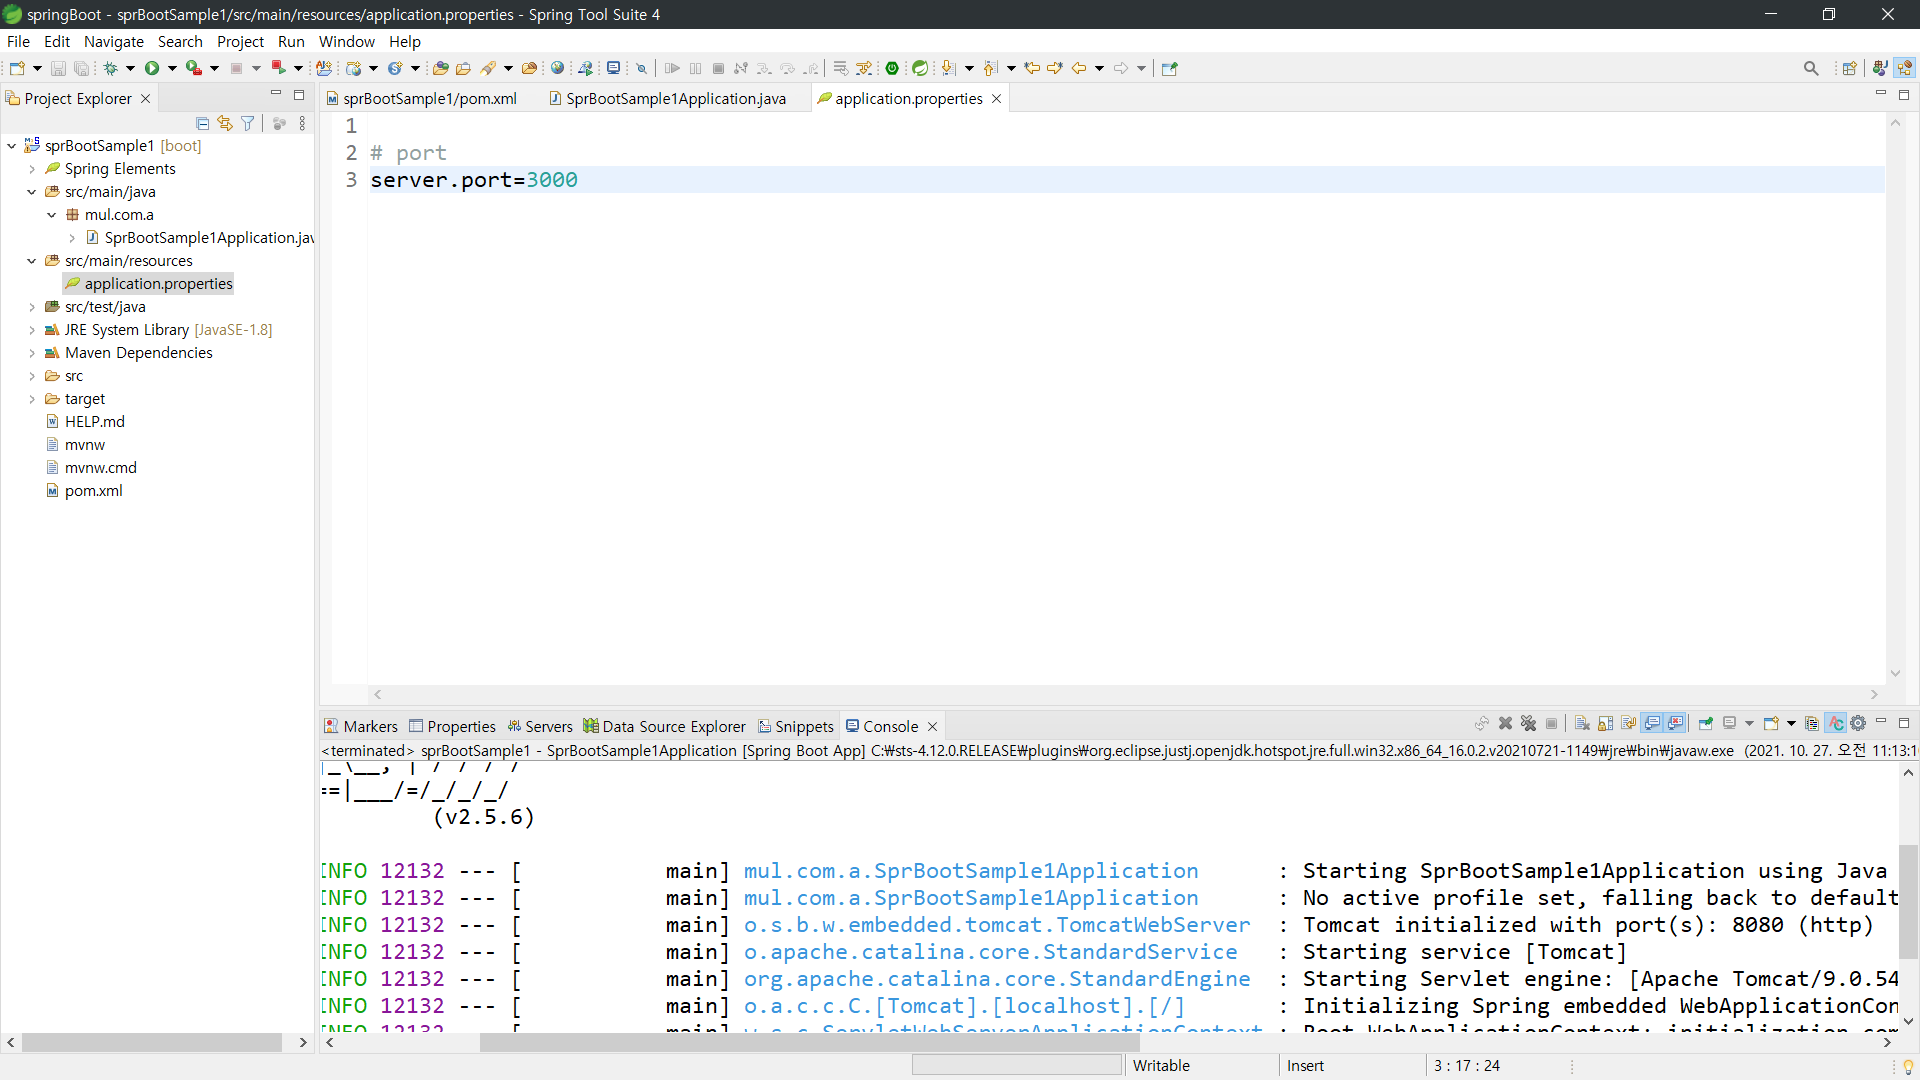 springBoot - sprBootSample1/src/main/resources/application.properties - Spring Tool Suite 4
File Edit Navigate Search Project Run Window Help
Project Explorer
sprBootSample1 [boot]
Spring Elements
src/main/java
mul.com.a
SprBootSample1Application.jav
src/main/resources
application.properties
src/test/java
JRE System Library [JavaSE-1.8]
Maven Dependencies
src
target
HELP.md
mvnw
mvnw.cmd
pom.xml
sprBootSample1/pom.xml SprBootSample1Application.java application.properties
1
2 # port
3 server.port=3000
Markers Properties Servers Data Source Explorer Snippets Console
<terminated> sprBootSample1 - SprBootSample1Application [Spring Boot App] C:₩sts-4.12.0.RELEASE₩plugins₩org.eclipse.justj.openjdk.hotspot.jre.full.win32.x86_64_16.0.2.v20210721-1149₩jre₩bin₩javaw.exe (2021. 10. 27. 오전 11:13:1
|_\__, | / / / /
==|___/=/_/_/_/
(v2.5.6)
INFO 12132 --- [ main] mul.com.a.SprBootSample1Application : Starting SprBootSample1Application using Java
INFO 12132 --- [ main] mul.com.a.SprBootSample1Application : No active profile set, falling back to default
INFO 12132 --- [ main] o.s.b.w.embedded.tomcat.TomcatWebServer : Tomcat initialized with port(s): 8080 (http)
INFO 12132 --- [ main] o.apache.catalina.core.StandardService : Starting service [Tomcat]
INFO 12132 --- [ main] org.apache.catalina.core.StandardEngine : Starting Servlet engine: [Apache Tomcat/9.0.54
INFO 12132 --- [ main] o.a.c.c.C.[Tomcat].[localhost].[/] : Initializing Spring embedded WebApplicationCon
INFO 12132 --- [ main] w.s.c.ServletWebServerApplicationContext : Root WebApplicationContext: initialization com
Writable Insert 3 : 17 : 24